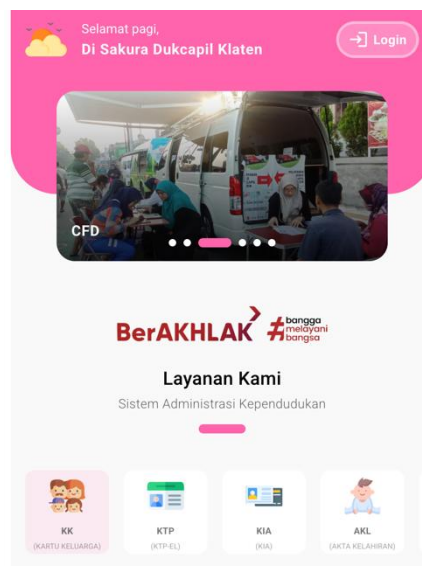 Selamat pagi,
Di Sakura Dukcapil Klaten
Login
CFD
BerAKHLAK
#bangga
melayani
bangsa
Layanan Kami
Sistem Administrasi Kependudukan
KK
(KARTU KELUARGA)
KTP
(KTP-EL)
KIA
(KIA)
AKL
(AKTA KELAHIRAN)